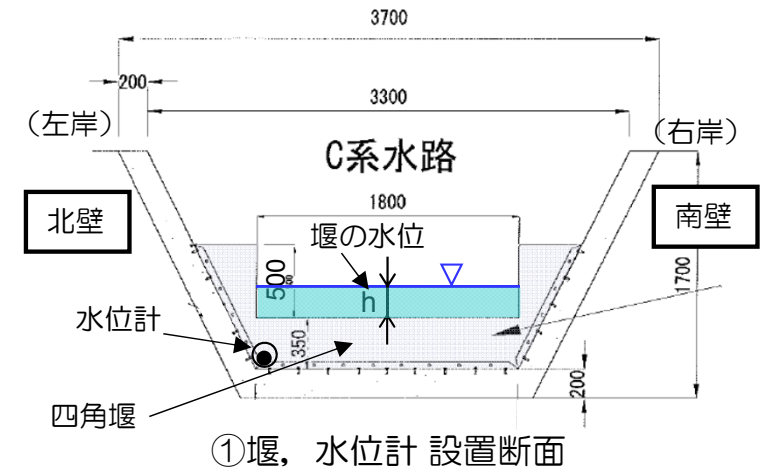 3700
200
3300
（左岸）
（右岸）
C系水路
北壁
南壁
1800
堰の水位
500
h
1700
水位計
350
四角堰
200
①堰，水位計 設置断面